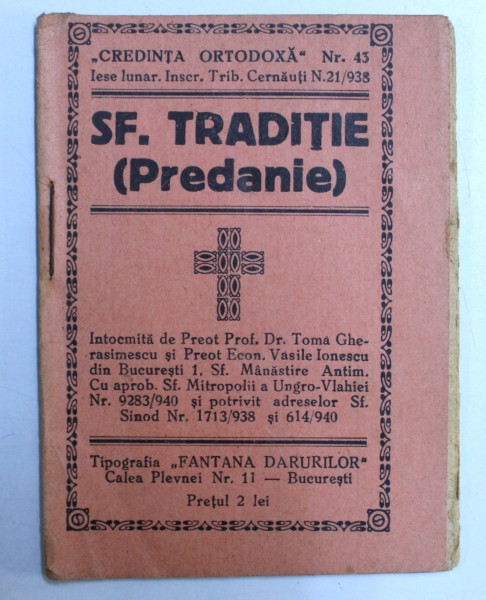 „CREDINȚA ORTODOXĂ" Nr. 43
Iese lunar. Inscr. Trib. Cernăuți N.21/938
SF. TRADIȚIE
(Predanie)
Intocmită de Preot Prof. Dr. Toma Ghe-
rasimescu și Preot Econ. Vasile Ionescu
din București 1, Sf. Mânăstire Antim.
Cu aprob. Sf. Mitropolii a Ungro-Vlahiei
Nr. 9283/940 și potrivit adreselor Sf.
Sinod Nr. 1713/938 și 614/940
Tipografia „FANTANA DARURILOR"
Calea Plevnei Nr. 11 — București
Prețul 2 lei